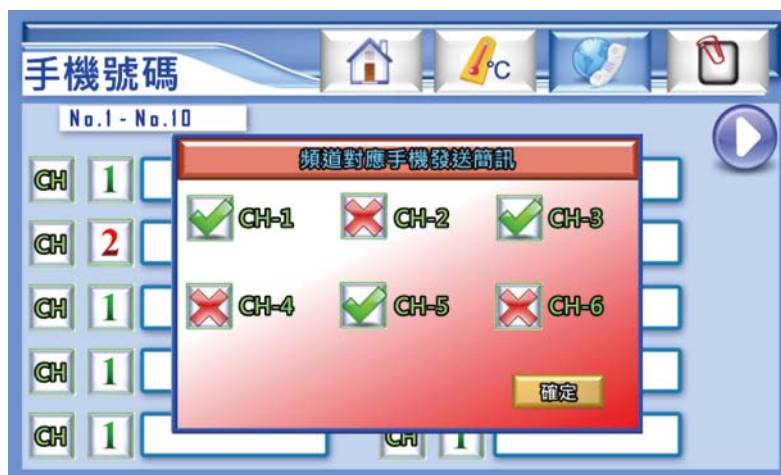 手機號碼
°C
No.1 - No.10
頻道對應手機發送簡訊
CH 1
CH-1 CH-2 CH-3
CH 2
CH 1
CH-4 CH-5 CH-6
CH 1
確定
CH 1 CH 1